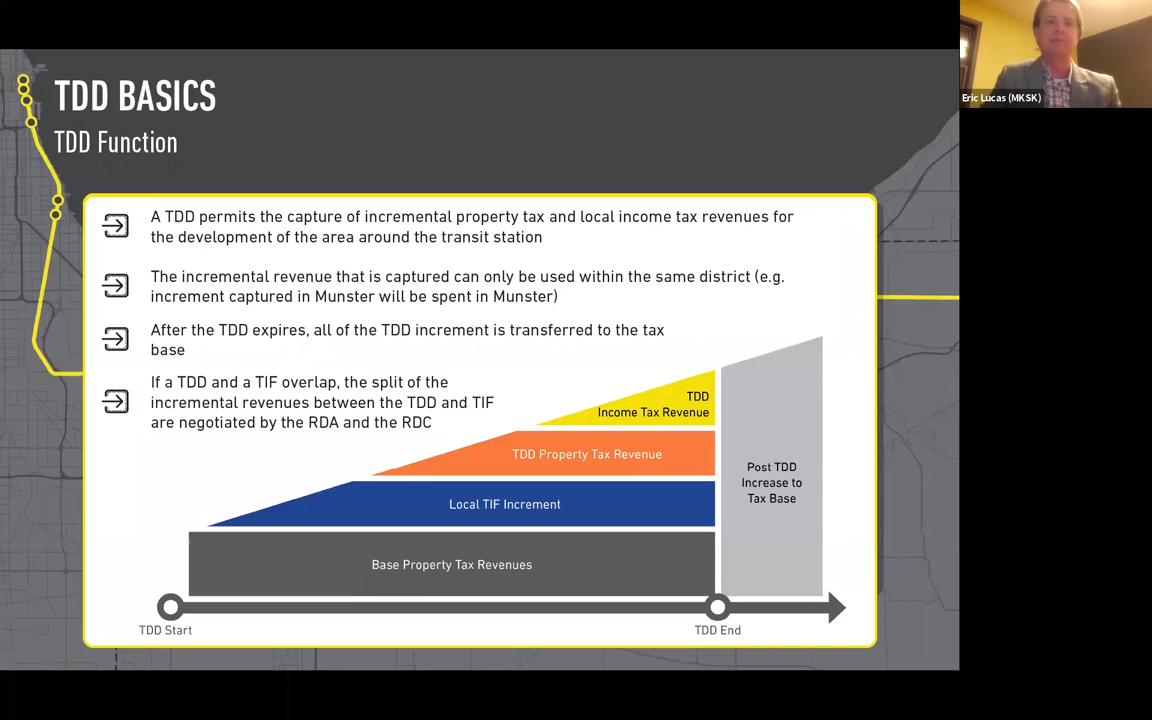 TDD BASICS
TDD Function
Eric Lucas (MKSK)
A TDD permits the capture of incremental property tax and local income tax revenues for
the development of the area around the transit station
The incremental revenue that is captured can only be used within the same district (e.g.
increment captured in Munster will be spent in Munster)
After the TDD expires, all of the TDD increment is transferred to the tax
base
If a TDD and a TIF overlap, the split of the
incremental revenues between the TDD and TIF
are negotiated by the RDA and the RDC
TDD
Income Tax Revenue
TDD Property Tax Revenue
Local TIF Increment
Base Property Tax Revenues
Post TDD
Increase to
Tax Base
TDD Start
TDD End